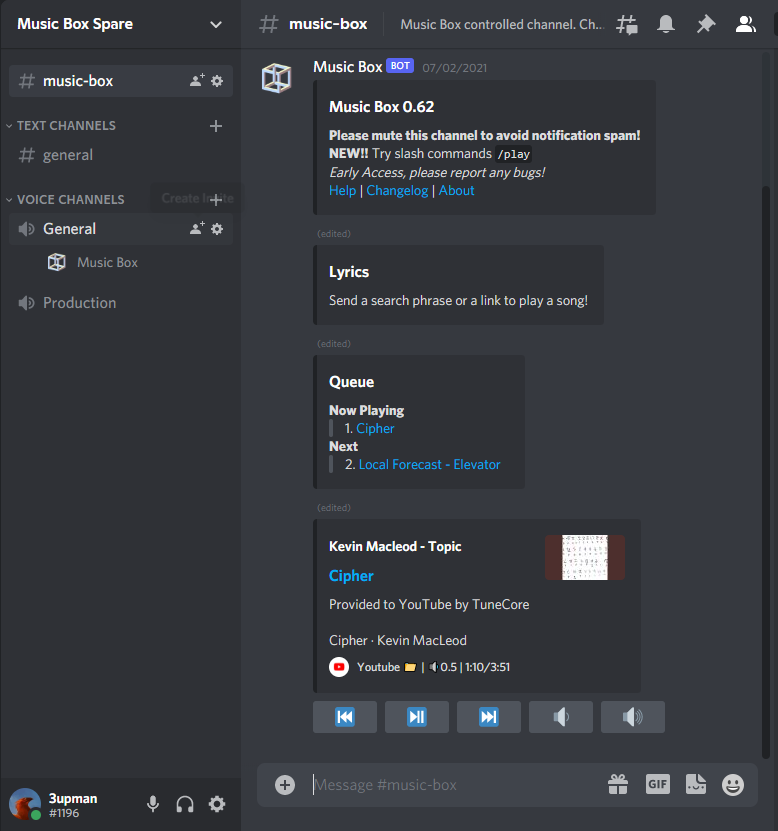 Music Box Spare
music-box
TEXT CHANNELS
general
VOICE CHANNELS
Create Invite
General
Music Box
Production
3upman
#1196
music-box
Music Box controlled channel. Ch...
Music Box BOT 07/02/2021
Music Box 0.62
Please mute this channel to avoid notification spam!
NEW!! Try slash commands /play
Early Access, please report any bugs!
Help | Changelog | About
(edited)
Lyrics
Send a search phrase or a link to play a song!
(edited)
Queue
Now Playing
1. Cipher
Next
2. Local Forecast - Elevator
(edited)
Kevin Macleod - Topic
Cipher
Provided to YouTube by TuneCore
Cipher · Kevin MacLeod
Youtube 📁 | 🔈0.5 | 1:10/3:51
Message #music-box
GIF